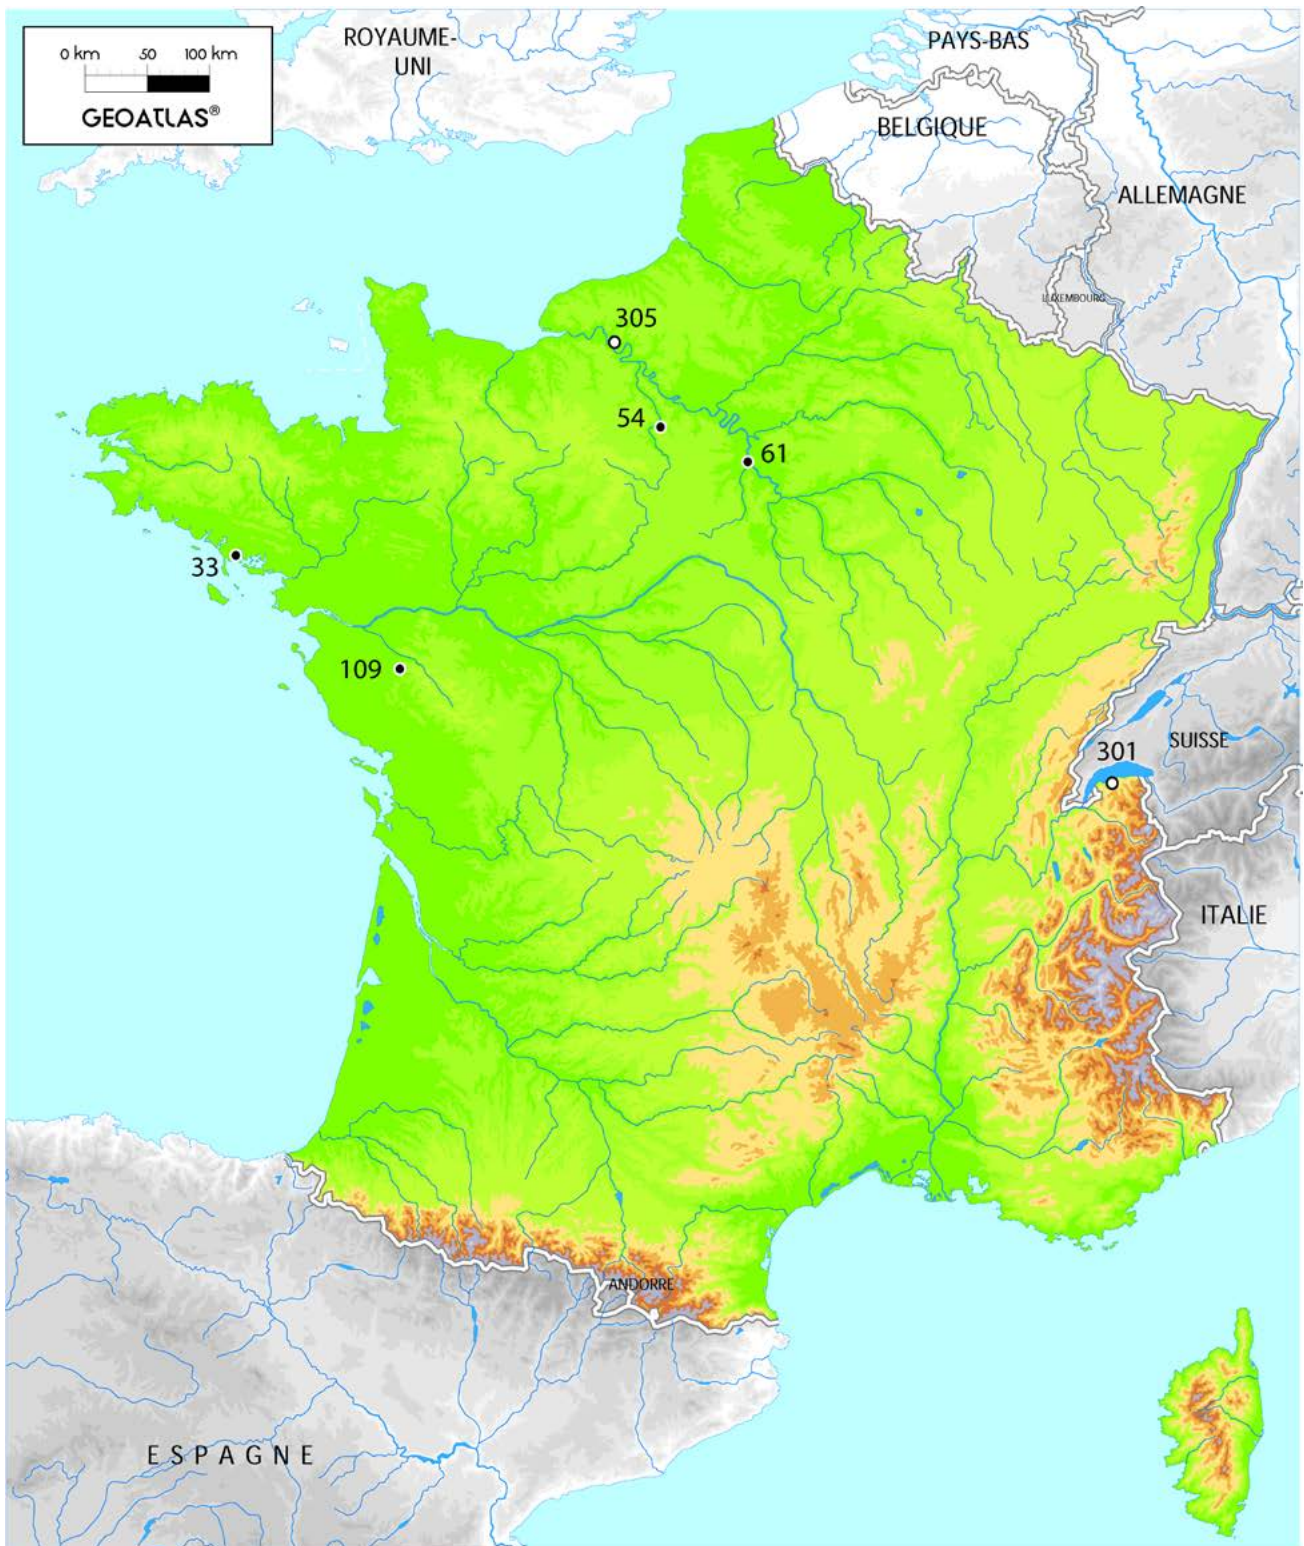 0 km 50 100 km
GEOATLAS®
ROYAUME-
UNI
PAYS-BAS
BELGIQUE
ALLEMAGNE
LUXEMBOURG
305
54
61
33
109
301
SUISSE
ITALIE
ANDORRE
ESPAGNE